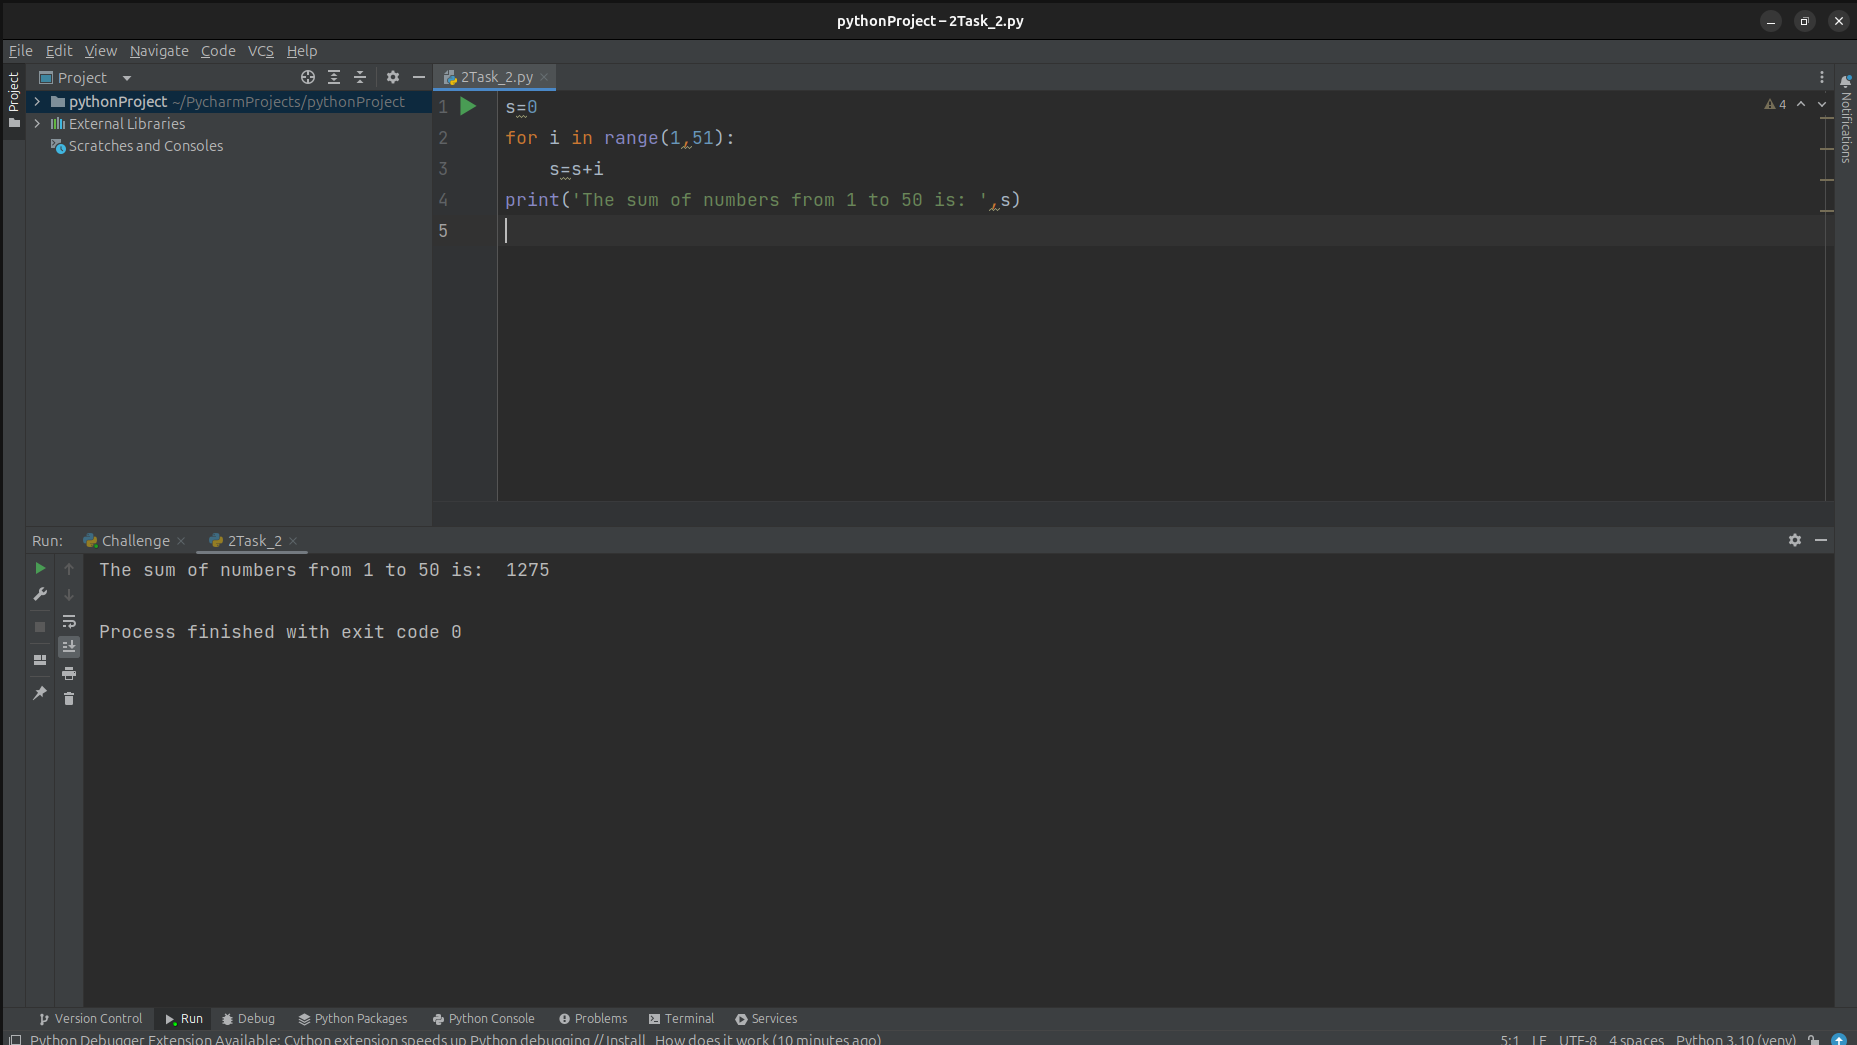 pythonProject – 2Task_2.py
File Edit View Navigate Code VCS Help
Project
2Task_2.py
Project
pythonProject ~/PycharmProjects/pythonProject
External Libraries
Scratches and Consoles
1 s=0
2 for i in range(1,51):
3 s=s+i
4 print('The sum of numbers from 1 to 50 is: ',s)
5
4
Notifications
Run: Challenge 2Task_2
The sum of numbers from 1 to 50 is:  1275
Process finished with exit code 0
Version Control Run Debug Python Packages Python Console Problems Terminal Services
Python Debugger Extension Available: Cython extension speeds up Python debugging // Install How does it work (10 minutes ago) 5:1 LF UTF-8 4 spaces Python 3.10 (venv)